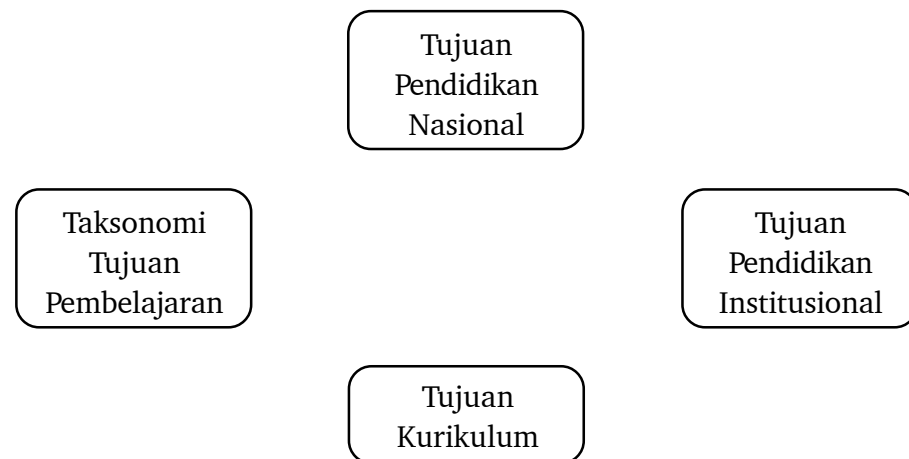 Tujuan
Pendidikan
Nasional
Taksonomi
Tujuan
Pembelajaran
Tujuan
Pendidikan
Institusional
Tujuan
Kurikulum